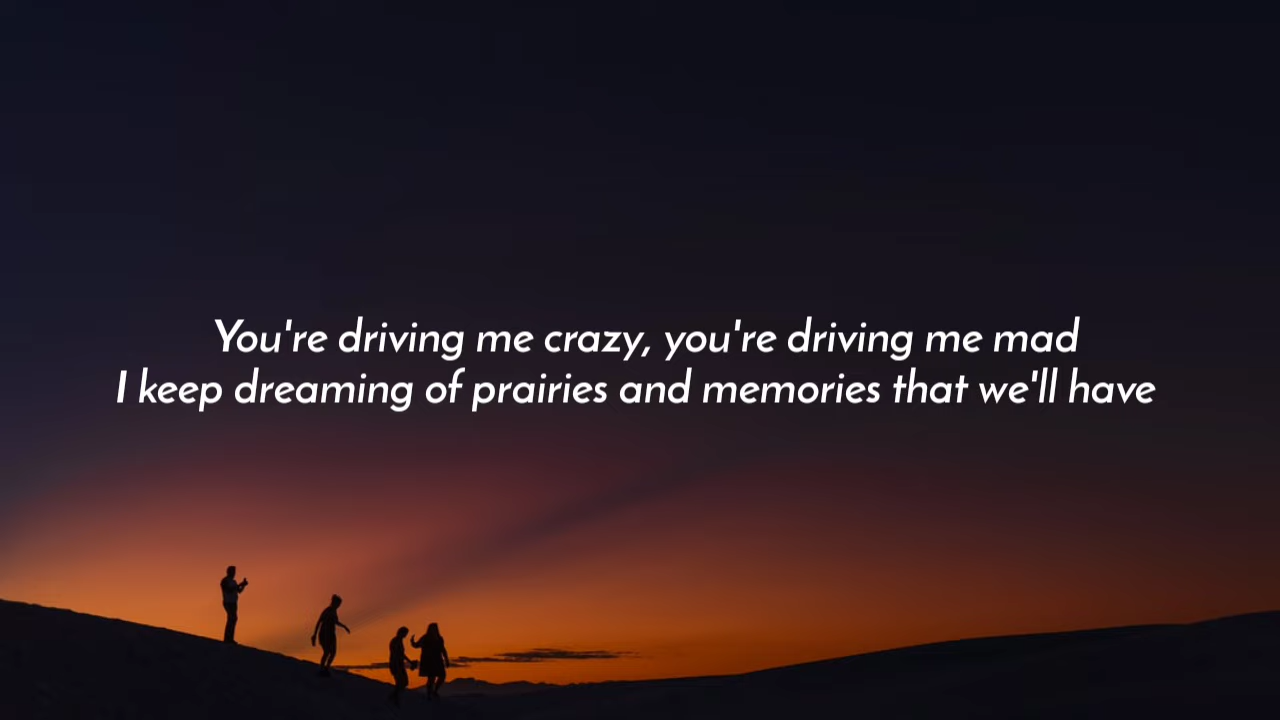 You're driving me crazy, you're driving me mad
I keep dreaming of prairies and memories that we'll have